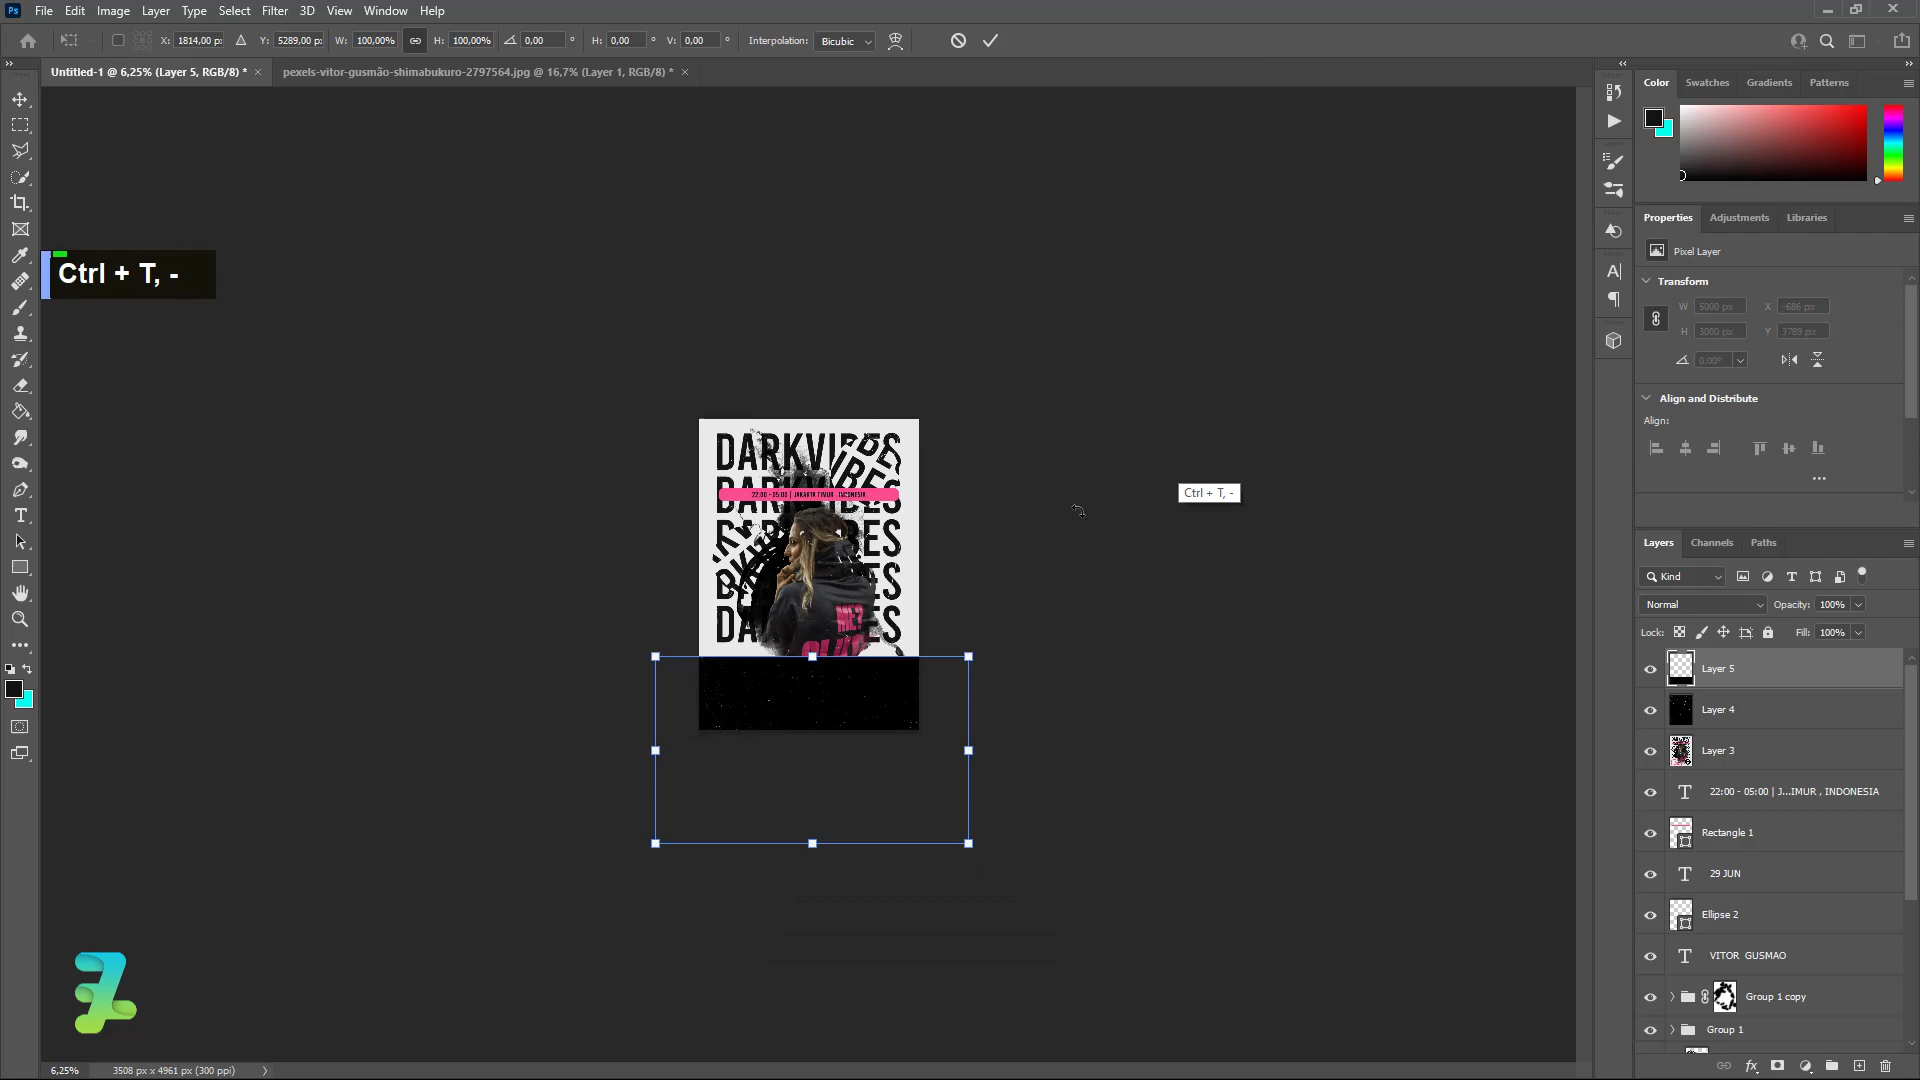 Ps File Edit Image Layer Type Select Filter 3D View Window Help
X: 1814,00 px Y: 5289,00 px W: 100,00% H: 100,00% 0,00 ° H: 0,00 ° V: 0,00 ° Interpolation: Bicubic
Untitled-1 @ 6,25% (Layer 5, RGB/8) * × pexels-vitor-gusmão-shimabukuro-2797564.jpg @ 16,7% (Layer 1, RGB/8) * ×
Color Swatches Gradients Patterns
Properties Adjustments Libraries
Pixel Layer
Ctrl + T, -
Transform
W 5000 px X -686 px
H 3000 px Y 3789 px
0,00°
Align and Distribute
Align:
DARKVIBES
22:00 - 05:00 | JAKARTA TIMUR , INDONESIA
ME?
Ctrl + T, -
Layers Channels Paths
Kind
Normal Opacity: 100%
Lock: Fill: 100%
Layer 5
Layer 4
Layer 3
22:00 - 05:00 | J...IMUR , INDONESIA
Rectangle 1
29 JUN
Ellipse 2
VITOR GUSMAO
Group 1 copy
Group 1
6,25% 3508 px x 4961 px (300 ppi)